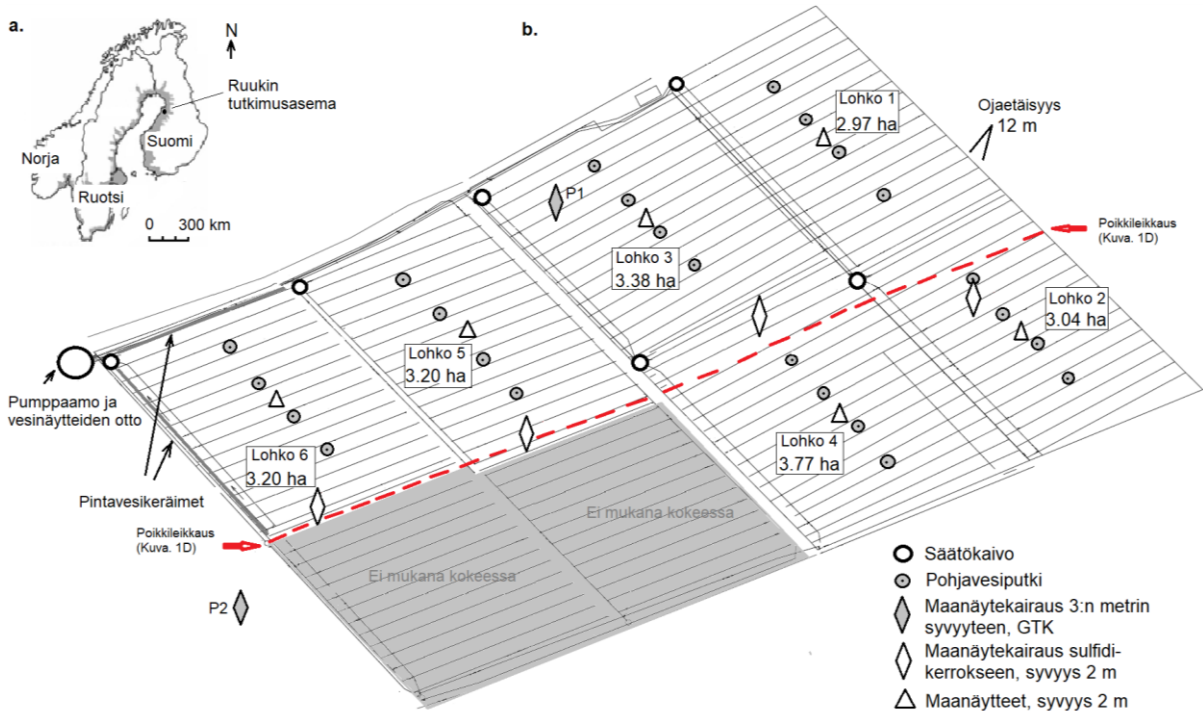 a.
N
Ruukin
tutkimusasema
Norja
Suomi
Ruotsi
0 300 km
b.
Lohko 1
2.97 ha
Ojaetäisyys
12 m
P1
Lohko 3
3.38 ha
Poikkileikkaus
(Kuva. 1D)
Lohko 2
3.04 ha
Lohko 5
3.20 ha
Pumppaamo ja
vesinäytteiden otto
Lohko 4
3.77 ha
Lohko 6
3.20 ha
Pintavesikeräimet
Poikkileikkaus
(Kuva. 1D)
Ei mukana kokeessa
Ei mukana kokeessa
P2
Säätökaivo
Pohjavesiputki
Maanäytekairaus 3:n metrin
syvyyteen, GTK
Maanäytekairaus sulfidi-
kerrokseen, syvyys 2 m
Maanäytteet, syvyys 2 m